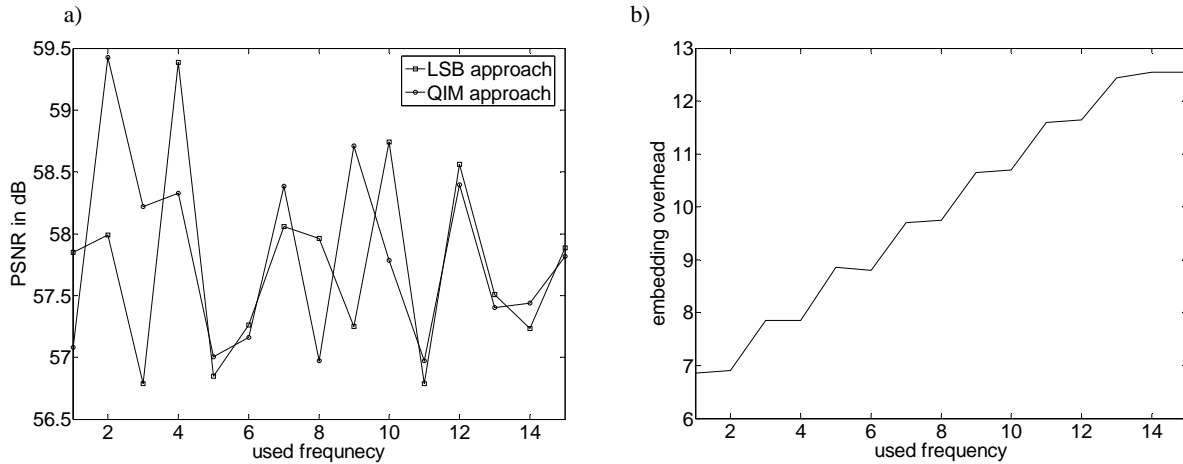 a)
59.5
59
58.5
58
57.5
57
56.5
PSNR in dB
LSB approach
QIM approach
2 4 6 8 10 12 14
used frequnecy
b)
13
12
11
10
9
8
7
6
embedding overhead
2 4 6 8 10 12 14
used frequency